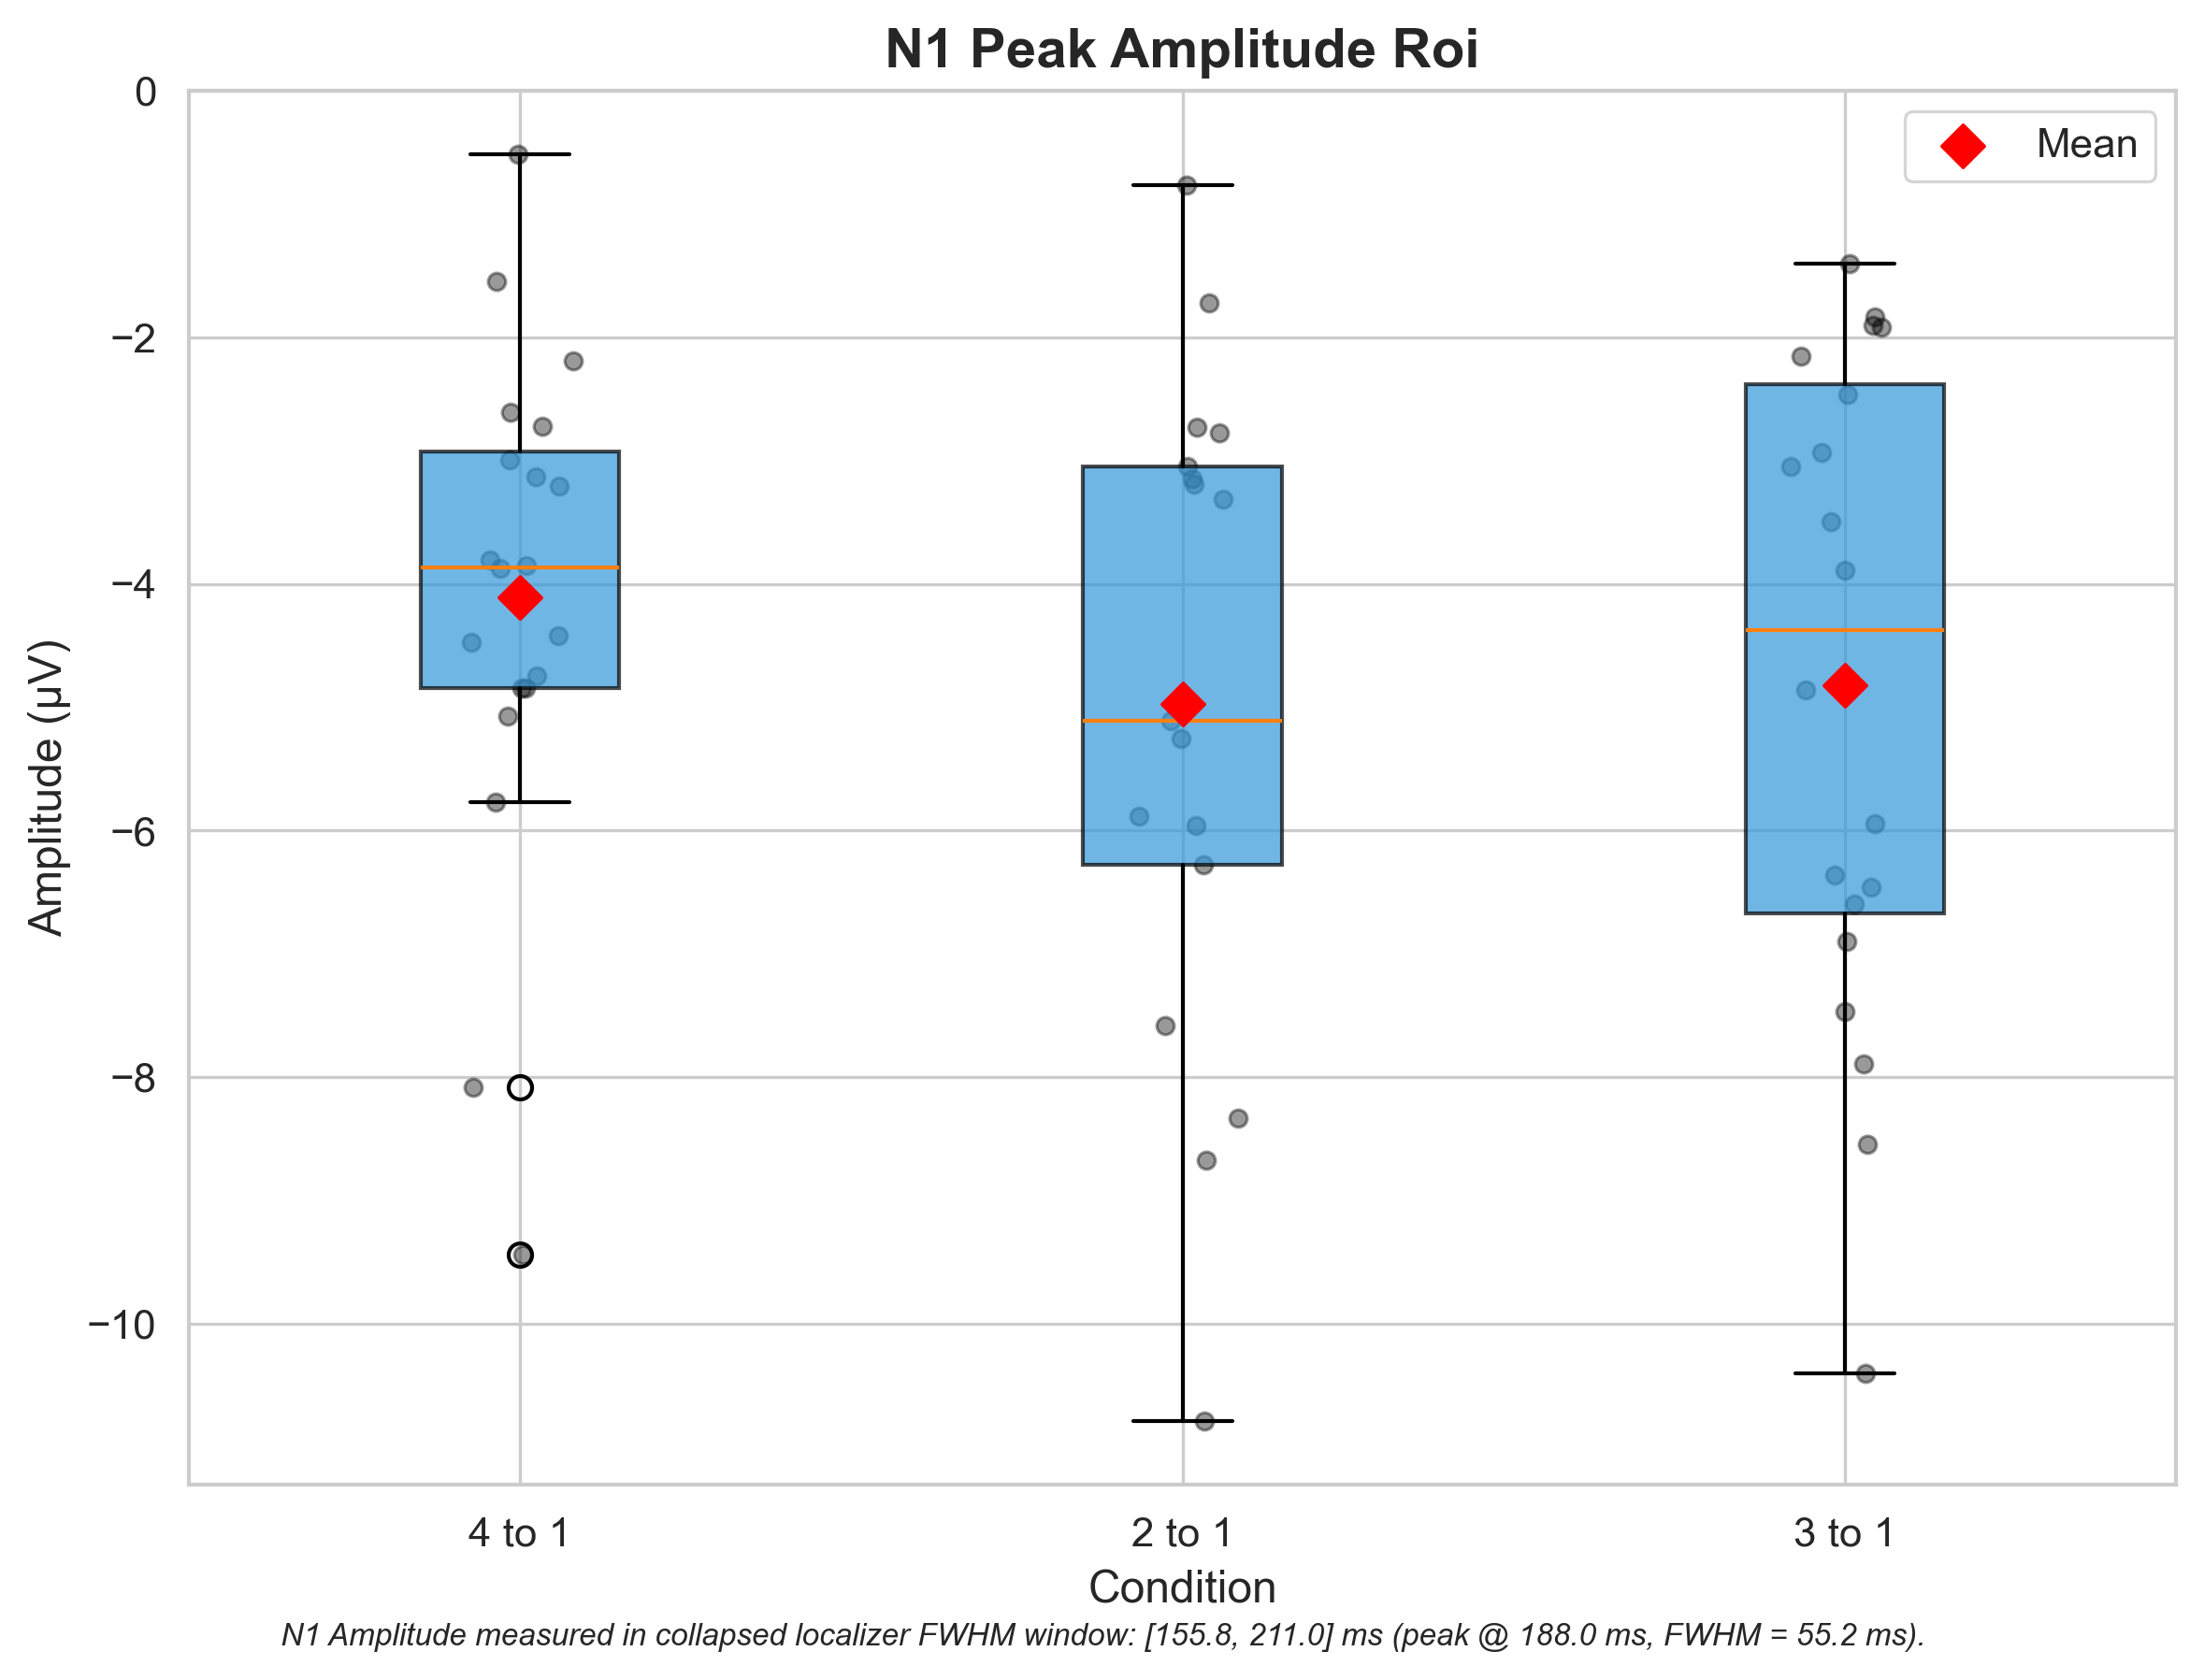 N1 Peak Amplitude Roi
Mean
0
−2
−4
−6
−8
−10
Amplitude (µV)
4 to 1
2 to 1
3 to 1
Condition
N1 Amplitude measured in collapsed localizer FWHM window: [155.8, 211.0] ms (peak @ 188.0 ms, FWHM = 55.2 ms).